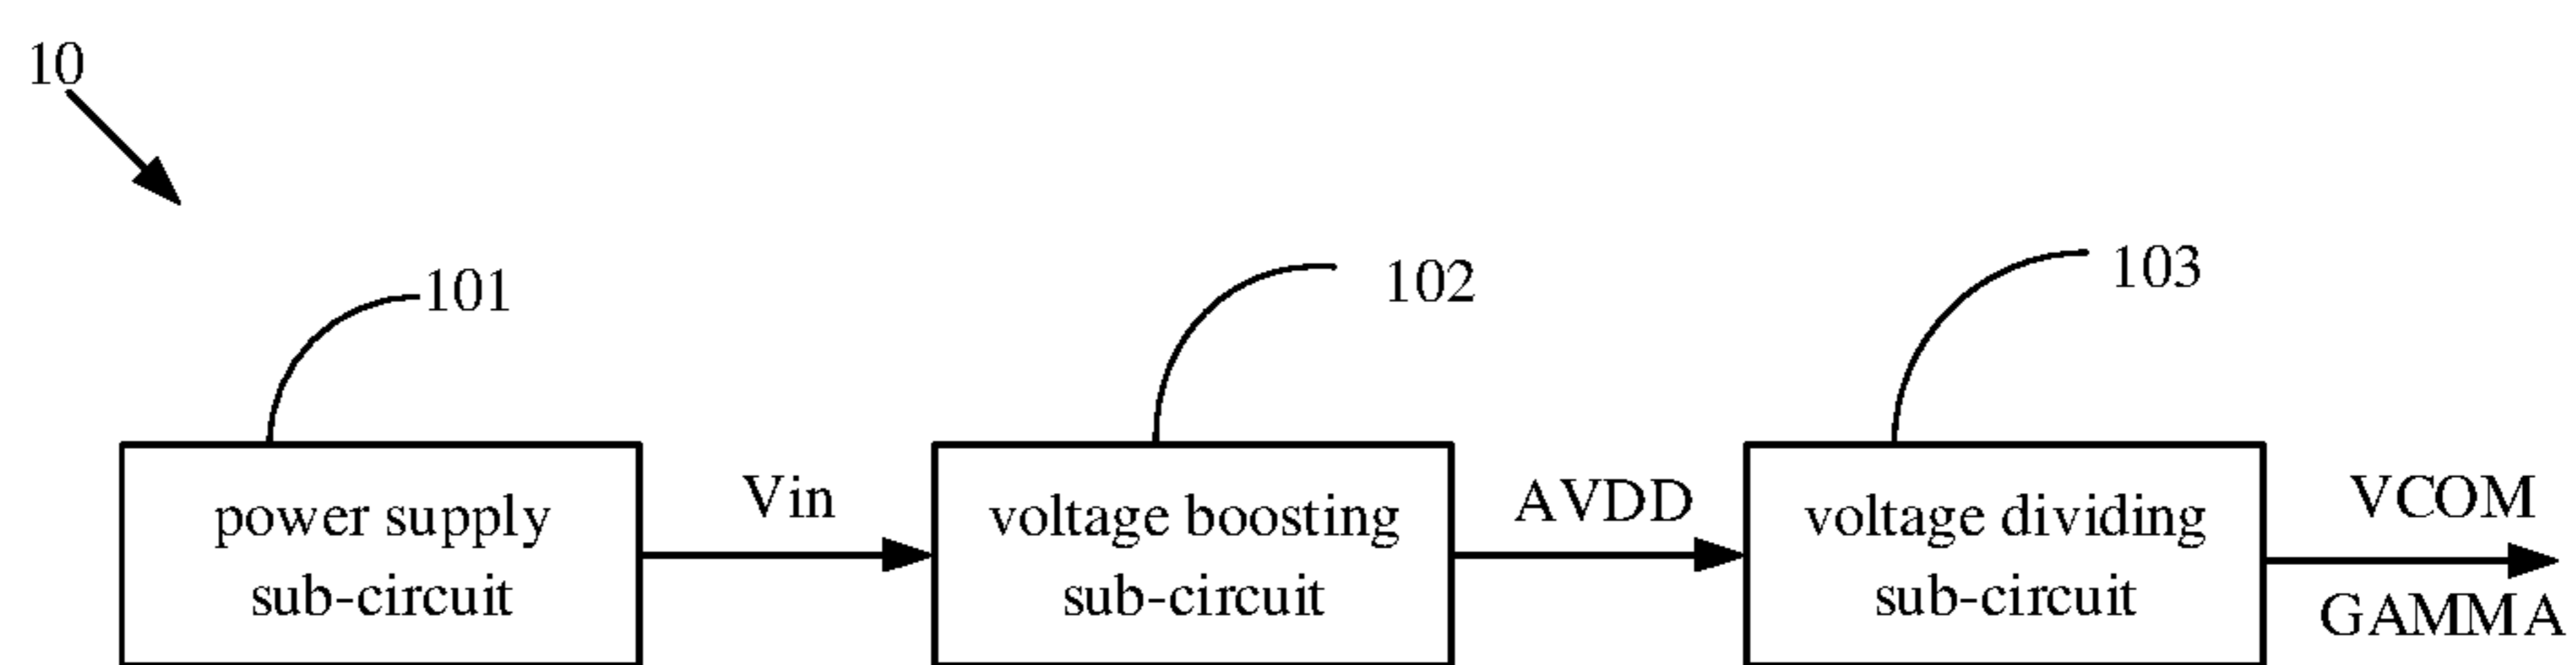 10
101
102
103
power supply
sub-circuit
Vin
voltage boosting
sub-circuit
AVDD
voltage dividing
sub-circuit
VCOM
GAMMA